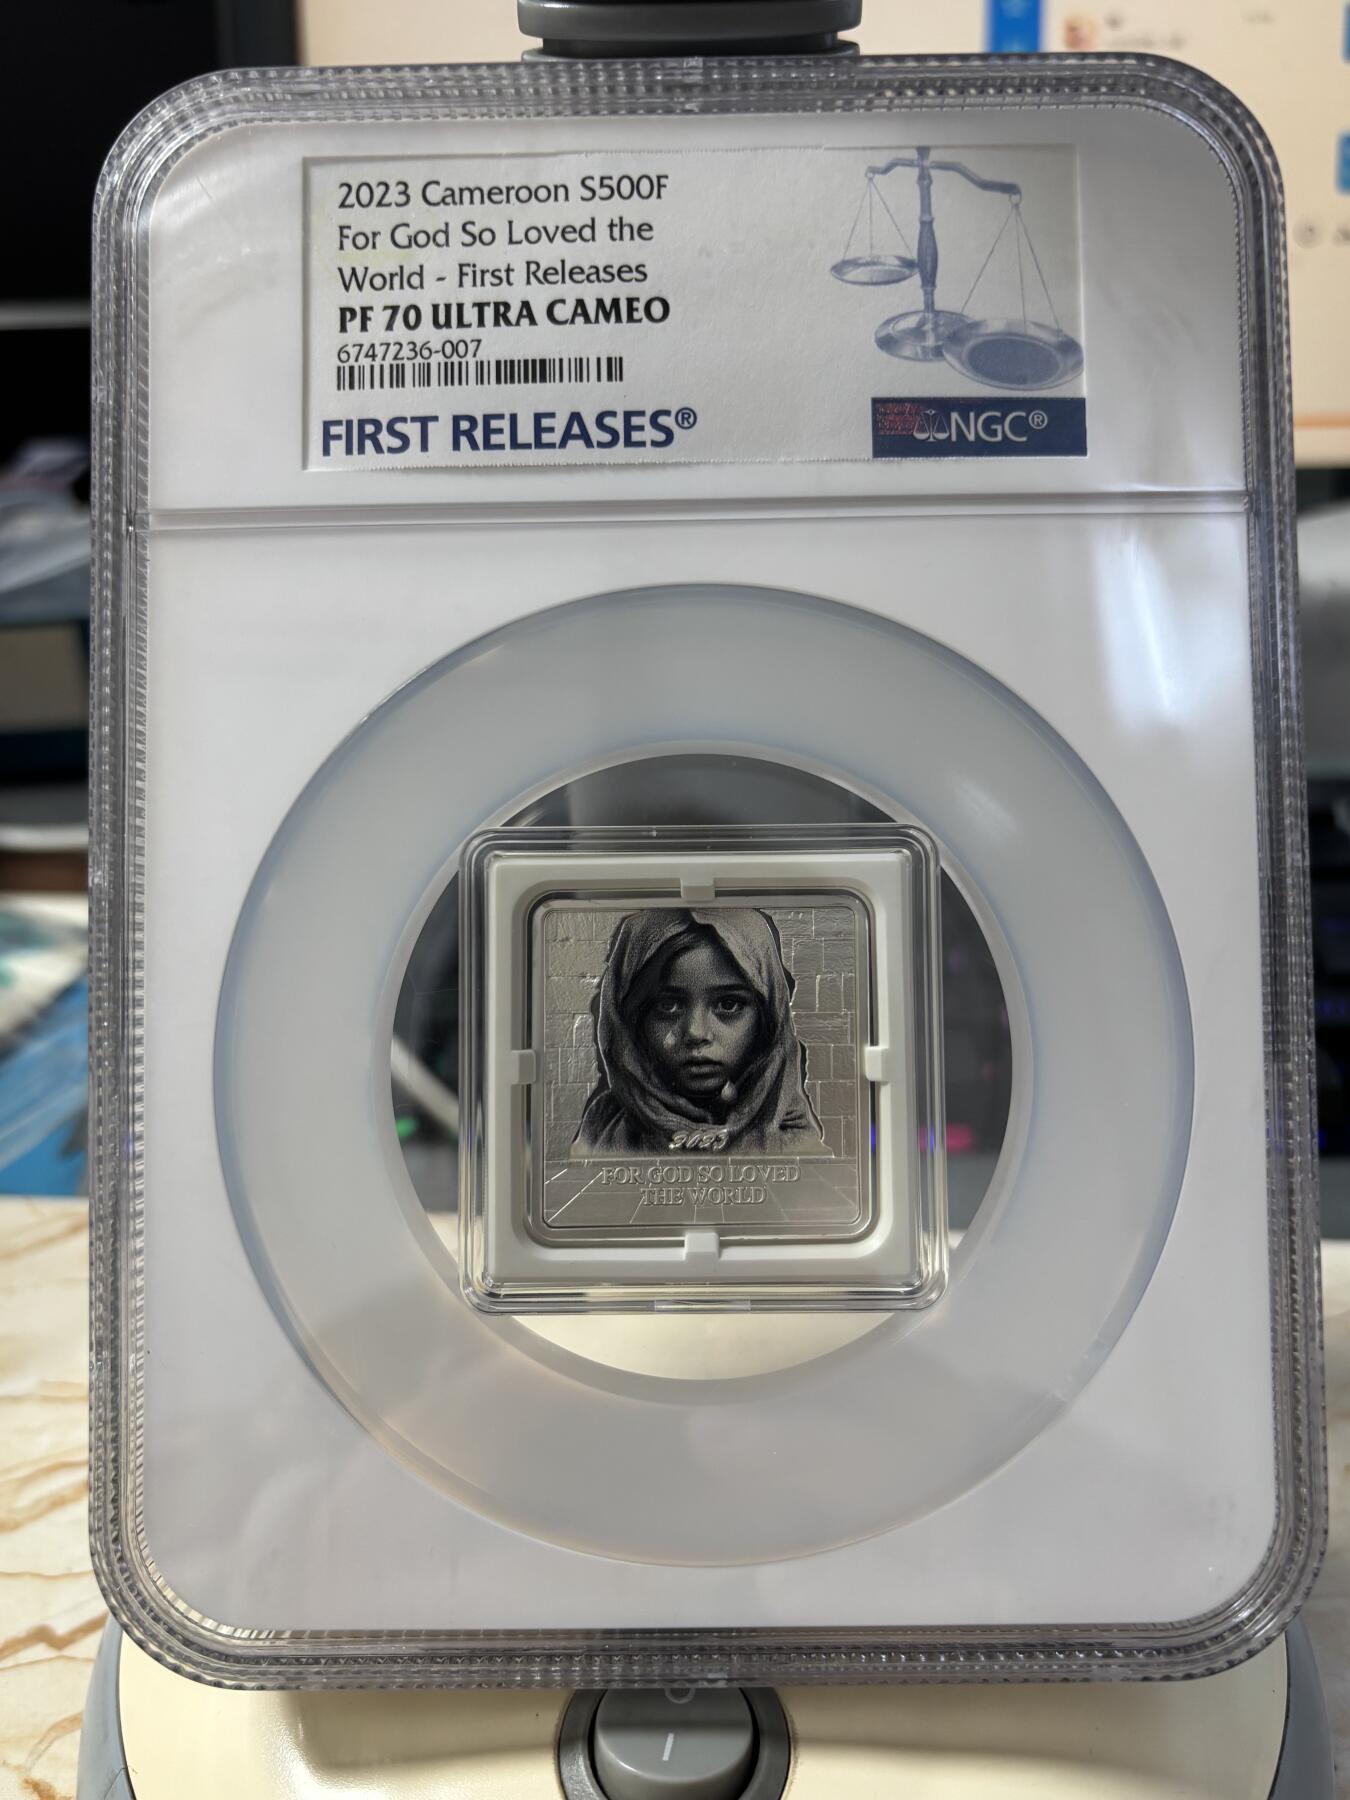 2023 Cameroon S500F
For God So Loved the
World - First Releases
PF 70 ULTRA CAMEO
6747236-007
FIRST RELEASES®
NGC®
2023
FOR GOD SO LOVED
THE WORLD